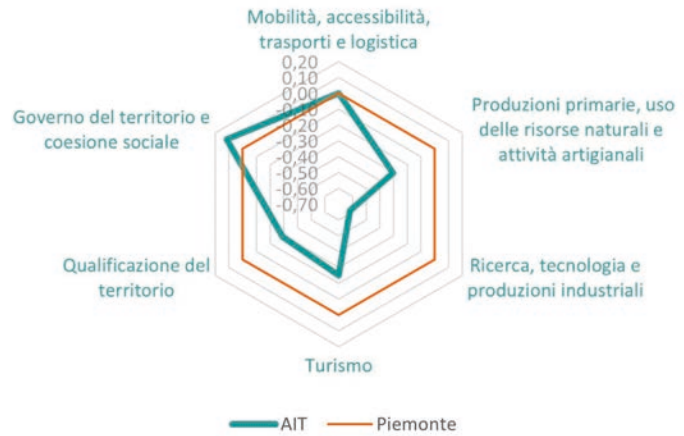 Mobilità, accessibilità,
trasporti e logistica
0,20
0,10
0,00
-0,10
-0,20
-0,30
-0,40
-0,50
-0,60
-0,70
Produzioni primarie, uso
delle risorse naturali e
attività artigianali
Ricerca, tecnologia e
produzioni industriali
Turismo
Qualificazione del
territorio
Governo del territorio e
coesione sociale
AIT
Piemonte